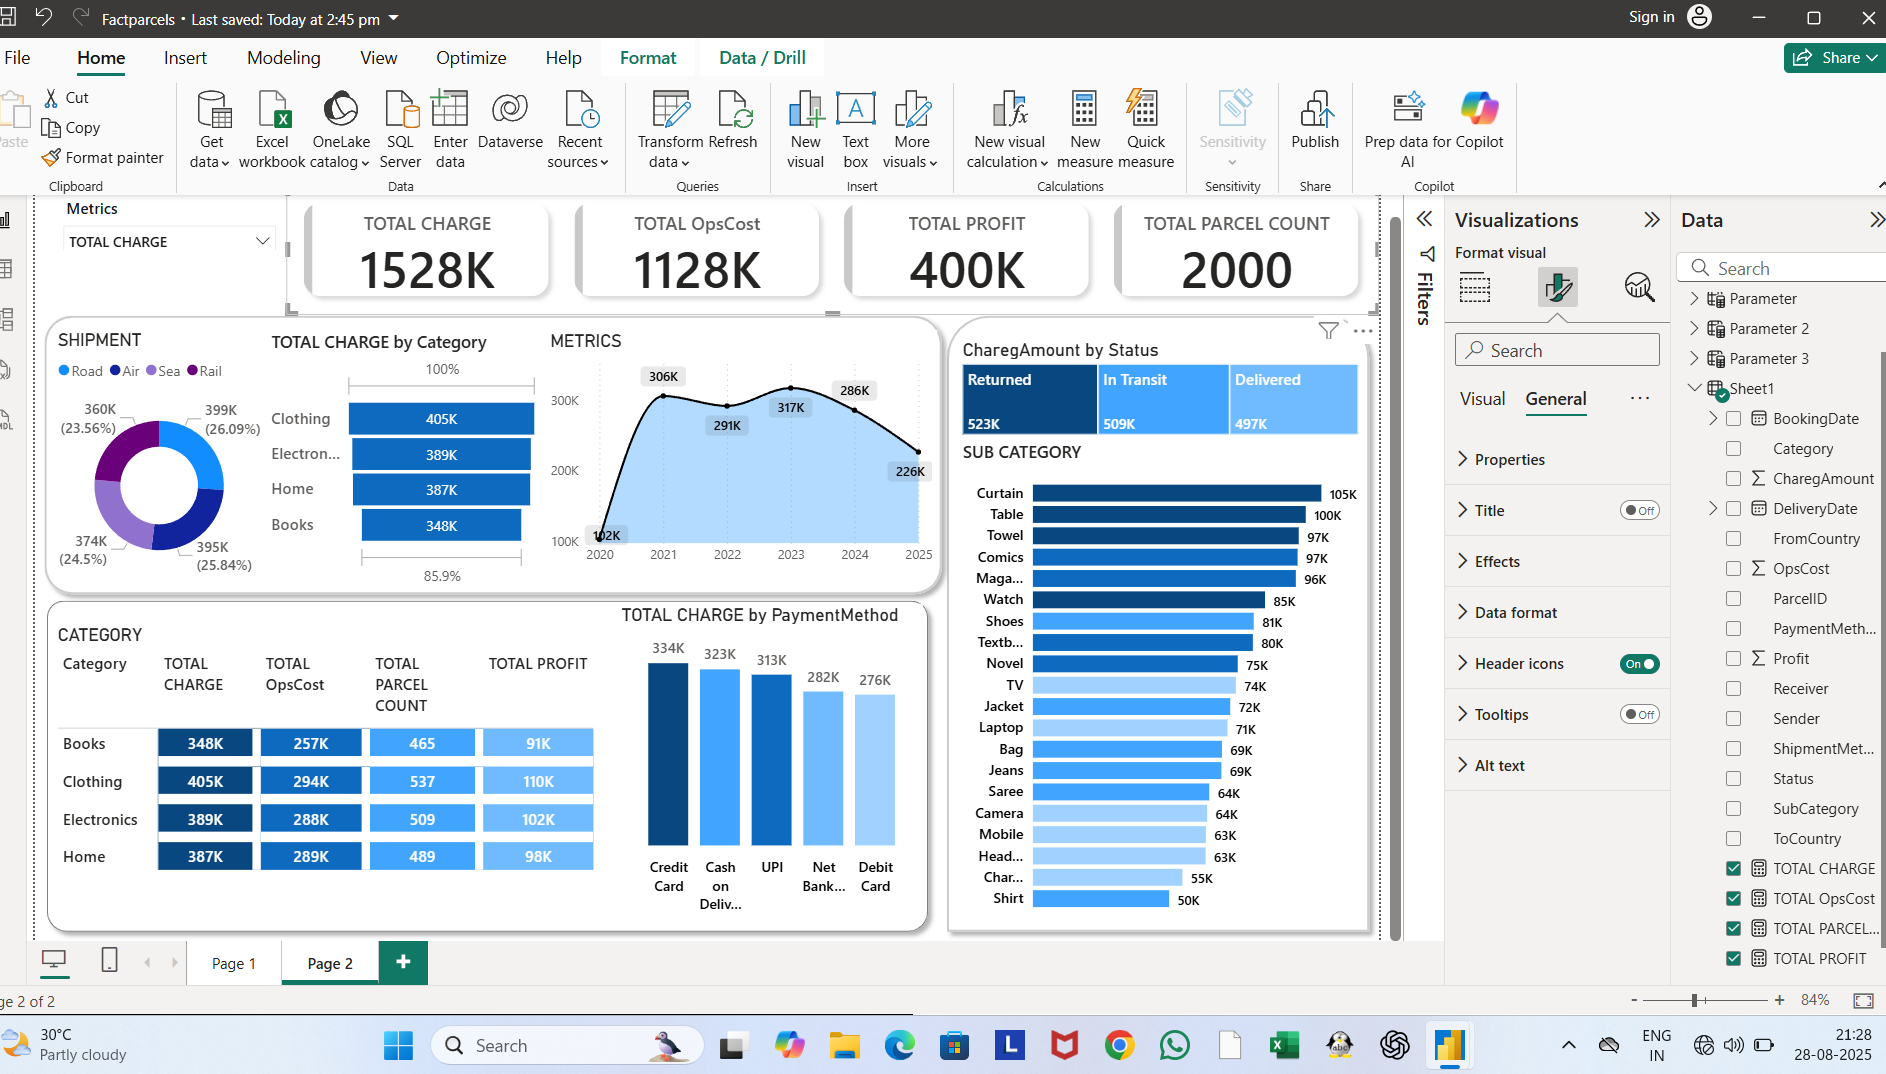 Factparcels • Last saved: Today at 2:45 pm
Sign in
File
Home
Insert
Modeling
View
Optimize
Help
Format
Data / Drill
Share
Paste
Cut
Copy
Format painter
Clipboard
Get data
Excel workbook
OneLake catalog
SQL Server
Enter data
Dataverse
Recent sources
Data
Transform data
Refresh
Queries
New visual
Text box
More visuals
Insert
New visual calculation
New measure
Quick measure
Calculations
Sensitivity
Sensitivity
Publish
Share
Prep data for AI
Copilot
Copilot
Metrics
TOTAL CHARGE
TOTAL CHARGE
1528K
TOTAL OpsCost
1128K
TOTAL PROFIT
400K
TOTAL PARCEL COUNT
2000
SHIPMENT
Road Air Sea Rail
360K
(23.56%)
399K
(26.09%)
374K
(24.5%)
395K
(25.84%)
TOTAL CHARGE by Category
100%
Clothing 405K
Electron... 389K
Home 387K
Books 348K
85.9%
METRICS
300K
200K
100K
102K
306K
291K
317K
286K
226K
2020 2021 2022 2023 2024 2025
CharegAmount by Status
Returned
523K
In Transit
509K
Delivered
497K
SUB CATEGORY
Curtain 105K
Table 100K
Towel 97K
Comics 97K
Maga... 96K
Watch 85K
Shoes 81K
Textb... 80K
Novel 75K
TV 74K
Jacket 72K
Laptop 71K
Bag 69K
Jeans 69K
Saree 64K
Camera 64K
Mobile 63K
Head... 63K
Char... 55K
Shirt 50K
CATEGORY
Category TOTAL CHARGE TOTAL OpsCost TOTAL PARCEL COUNT TOTAL PROFIT
Books 348K 257K 465 91K
Clothing 405K 294K 537 110K
Electronics 389K 288K 509 102K
Home 387K 289K 489 98K
TOTAL CHARGE by PaymentMethod
334K
323K
313K
282K
276K
Credit Card
Cash on Deliv...
UPI
Net Bank...
Debit Card
Filters
Visualizations
Format visual
Search
Visual
General
...
Properties
Title Off
Effects
Data format
Header icons On
Tooltips Off
Alt text
Data
Search
Parameter
Parameter 2
Parameter 3
Sheet1
BookingDate
Category
CharegAmount
DeliveryDate
FromCountry
OpsCost
ParcelID
PaymentMeth...
Profit
Receiver
Sender
ShipmentMet...
Status
SubCategory
ToCountry
TOTAL CHARGE
TOTAL OpsCost
TOTAL PARCEL...
TOTAL PROFIT
Page 1
Page 2
+
ge 2 of 2
- + 84%
30°C
Partly cloudy
Search
L
abc
ENG
IN
21:28
28-08-2025